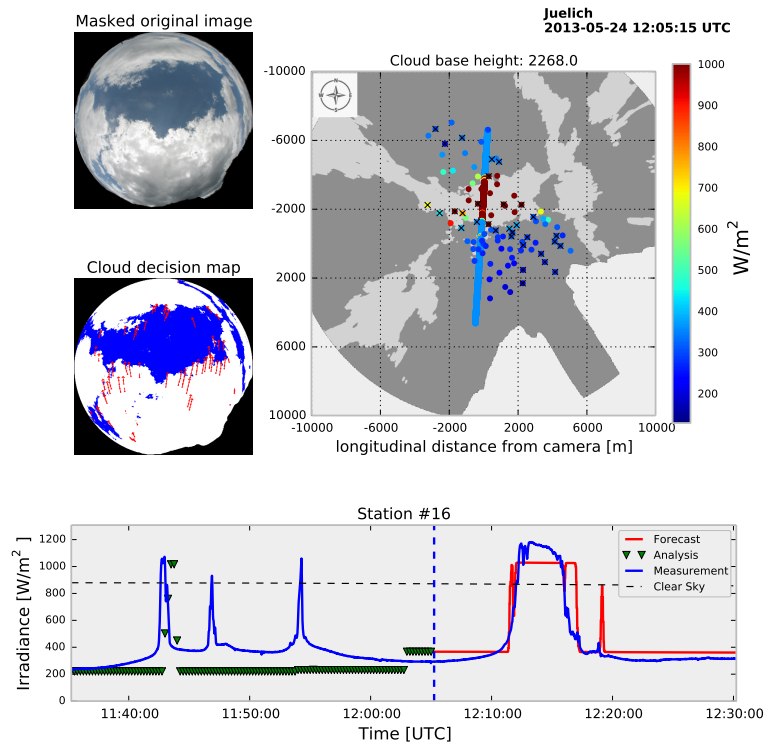 Juelich
2013-05-24 12:05:15 UTC
Masked original image
Cloud decision map
Cloud base height: 2268.0
-10000
-6000
-2000
2000
6000
10000
-10000 -6000 -2000 2000 6000 10000
longitudinal distance from camera [m]
1000
900
800
700
600
500
400
300
200
W/m²
Station #16
Irradiance [W/m² ]
1200
1000
800
600
400
200
0
Forecast
Analysis
Measurement
Clear Sky
11:40:00 11:50:00 12:00:00 12:10:00 12:20:00 12:30:00
Time [UTC]